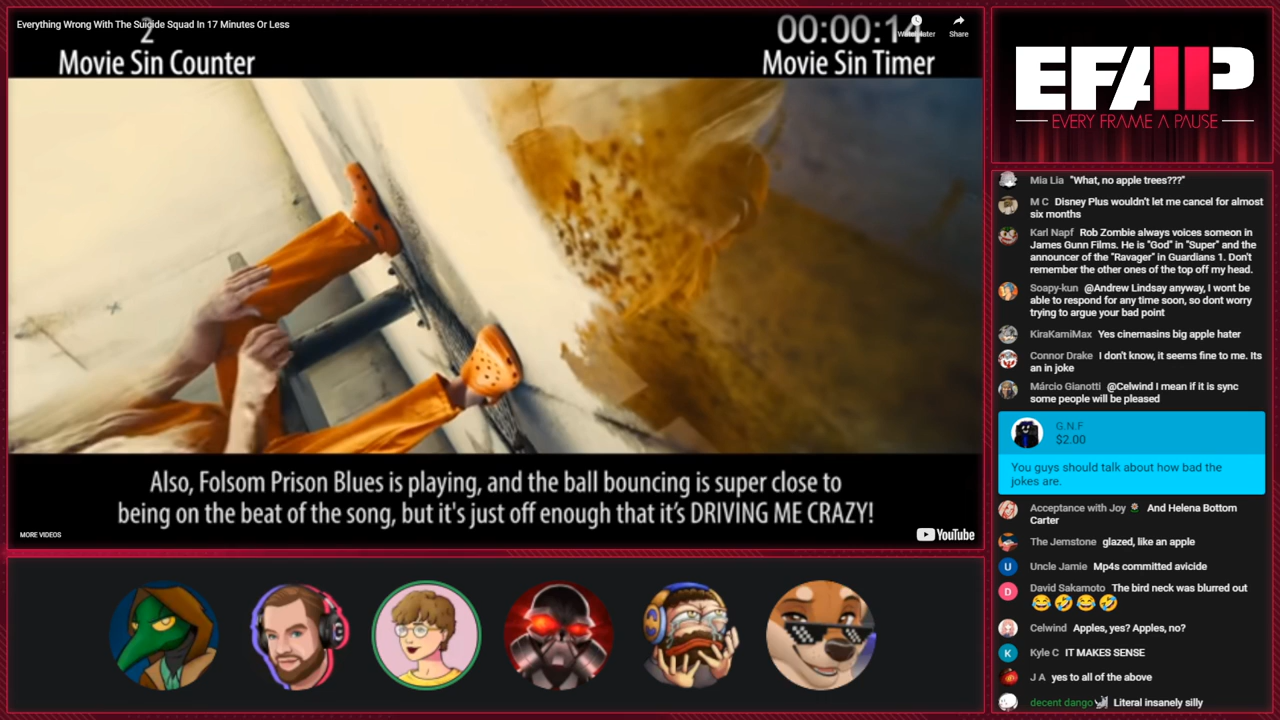 Everything Wrong With The Suicide Squad In 17 Minutes Or Less
2
Movie Sin Counter
00:00:14
Movie Sin Timer
Watch later
Share
Also, Folsom Prison Blues is playing, and the ball bouncing is super close to
being on the beat of the song, but it's just off enough that it's DRIVING ME CRAZY!
MORE VIDEOS
YouTube
EFAP
EVERY FRAME A PAUSE
Mia Lia "What, no apple trees???"
M C Disney Plus wouldn't let me cancel for almost
six months
Karl Napf Rob Zombie always voices someon in
James Gunn Films. He is "God" in "Super" and the
announcer of the "Ravager" in Guardians 1. Don't
remember the other ones of the top off my head.
Soapy-kun @Andrew Lindsay anyway, I wont be
able to respond for any time soon, so dont worry
trying to argue your bad point
KiraKamiMax Yes cinemasins big apple hater
Connor Drake I don't know, it seems fine to me. Its
an in joke
Márcio Gianotti @Celwind I mean if it is sync
some people will be pleased
G.N.F
$2.00
You guys should talk about how bad the
jokes are.
Acceptance with Joy And Helena Bottom
Carter
The Jemstone glazed, like an apple
U Uncle Jamie Mp4s committed avicide
D David Sakamoto The bird neck was blurred out
😂🤣😂🤣
Celwind Apples, yes? Apples, no?
K Kyle C IT MAKES SENSE
J A yes to all of the above
decent dango Literal insanely silly